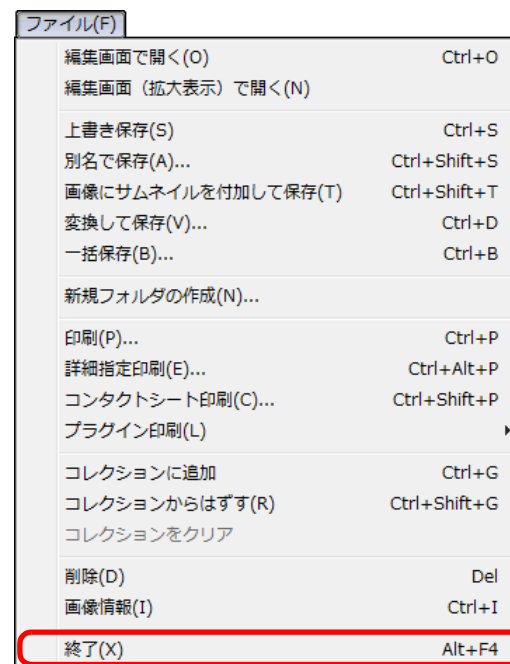 ファイル(F)
編集画面で開く(O) Ctrl+O
編集画面（拡大表示）で開く(N)
上書き保存(S) Ctrl+S
別名で保存(A)... Ctrl+Shift+S
画像にサムネイルを付加して保存(T) Ctrl+Shift+T
変換して保存(V)... Ctrl+D
一括保存(B)... Ctrl+B
新規フォルダの作成(N)...
印刷(P)... Ctrl+P
詳細指定印刷(E)... Ctrl+Alt+P
コンタクトシート印刷(C)... Ctrl+Shift+P
プラグイン印刷(L)
コレクションに追加 Ctrl+G
コレクションからはずす(R) Ctrl+Shift+G
コレクションをクリア
削除(D) Del
画像情報(I) Ctrl+I
終了(X) Alt+F4